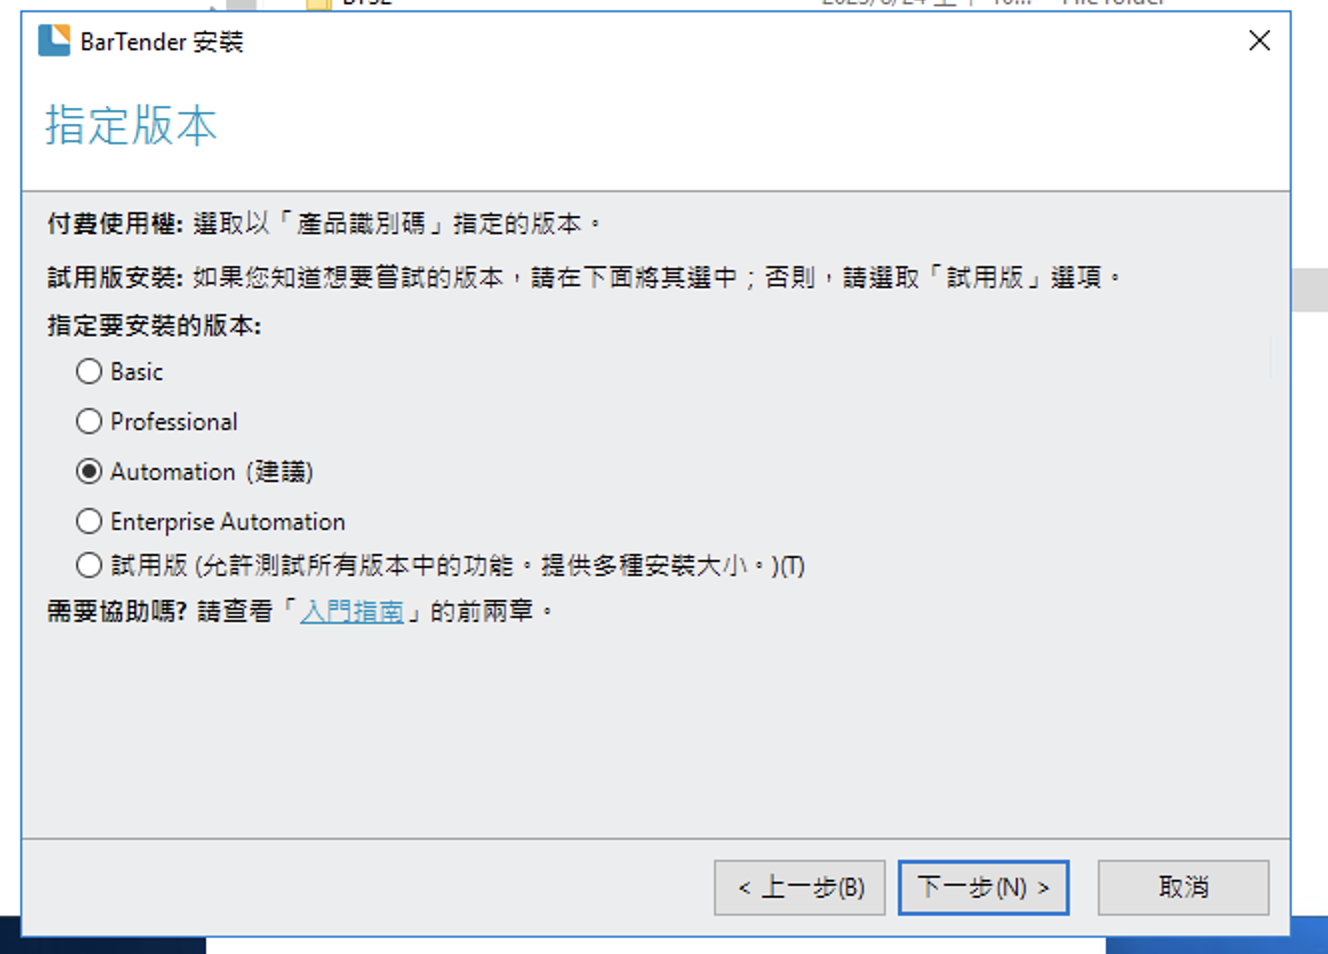 BarTender 安裝
指定版本
付費使用權: 選取以「產品識別碼」指定的版本。
試用版安裝: 如果您知道想要嘗試的版本，請在下面將其選中；否則，請選取「試用版」選項。
指定要安裝的版本:
Basic
Professional
Automation (建議)
Enterprise Automation
試用版 (允許測試所有版本中的功能。提供多種安裝大小。)(T)
需要協助嗎? 請查看「入門指南」的前兩章。
< 上一步(B)
下一步(N) >
取消